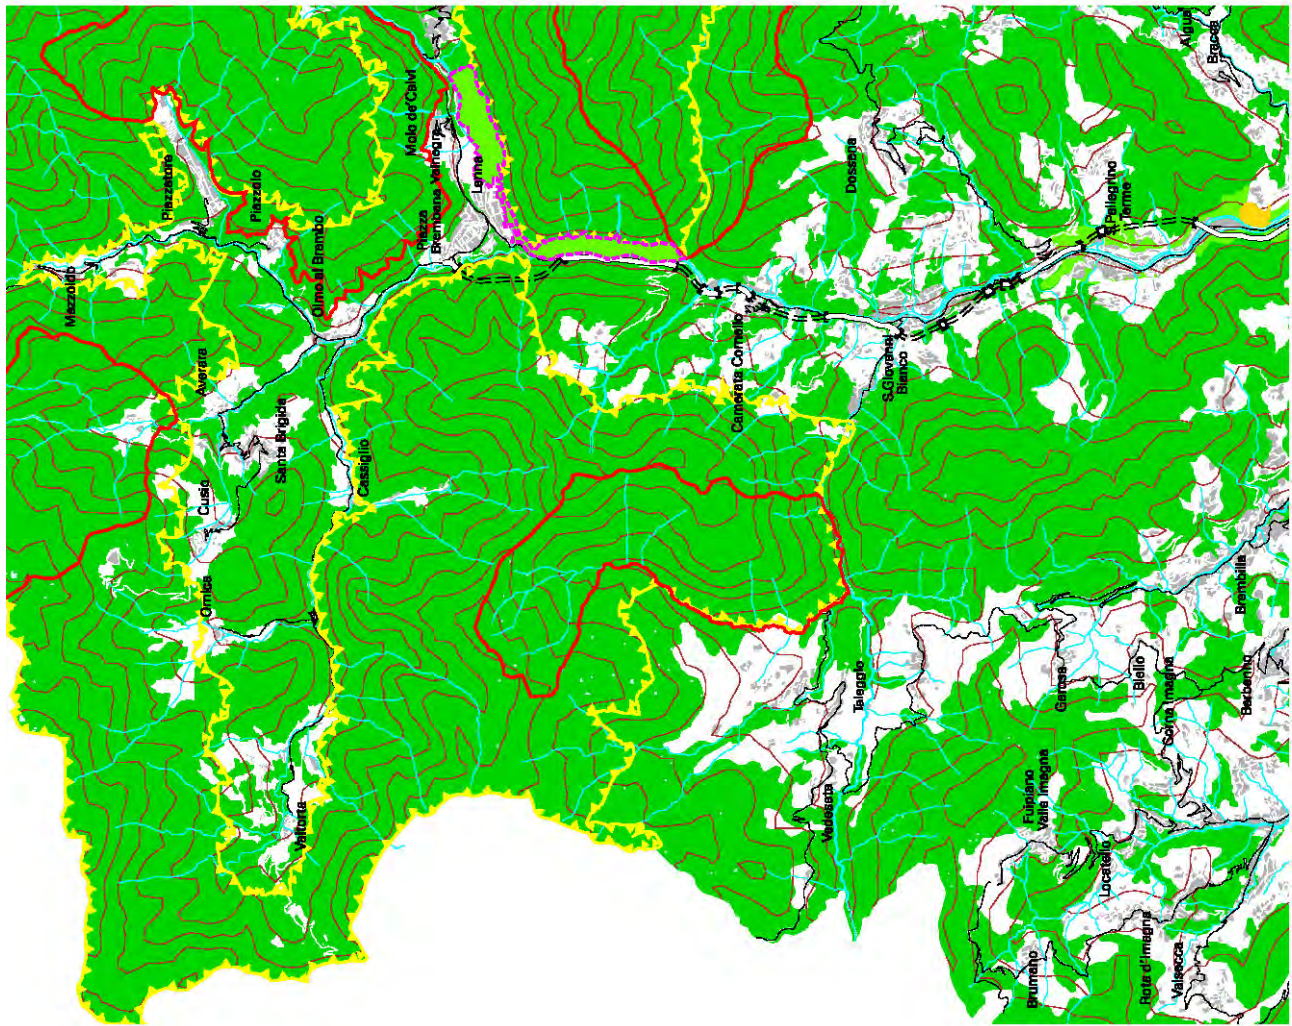 Algua
Bracca
Piazzatore
Piazzolo
Moio de'Calvi
Valnegra
Lenna
Dossena
S.Pellegrino
Terme
Mezzoldo
Olmo al Brembo
Piazza
Brembana
Averara
Santa Brigida
Cusio
Cassiglio
Camerata Cornello
S.Giovanni
Bianco
Ornica
Taleggio
Gerosa
Blello
Brembilla
Corna Imagna
Berbenno
Valtorta
Vedeseta
Fuipiano
Valle Imagna
Locatello
Brumano
Rota d'Imagna
Valsecca